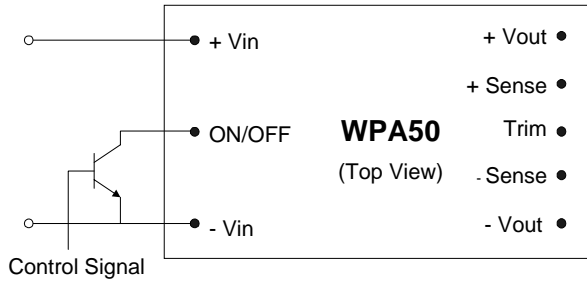 + Vin
+ Vout
+ Sense
ON/OFF
WPA50
Trim
(Top View)
- Sense
- Vin
- Vout
Control Signal